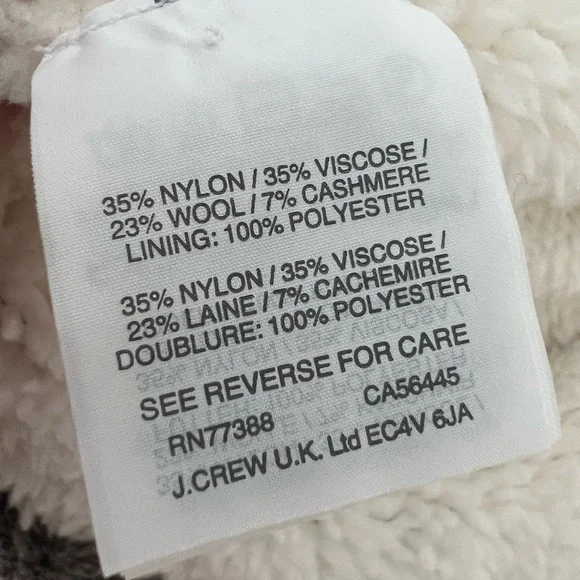 35% NYLON / 35% VISCOSE /
23% WOOL / 7% CASHMERE
LINING: 100% POLYESTER
35% NYLON / 35% VISCOSE /
23% LAINE / 7% CACHEMIRE
DOUBLURE: 100% POLYESTER
SEE REVERSE FOR CARE
RN77388 CA56445
J.CREW U.K. Ltd EC4V 6JA